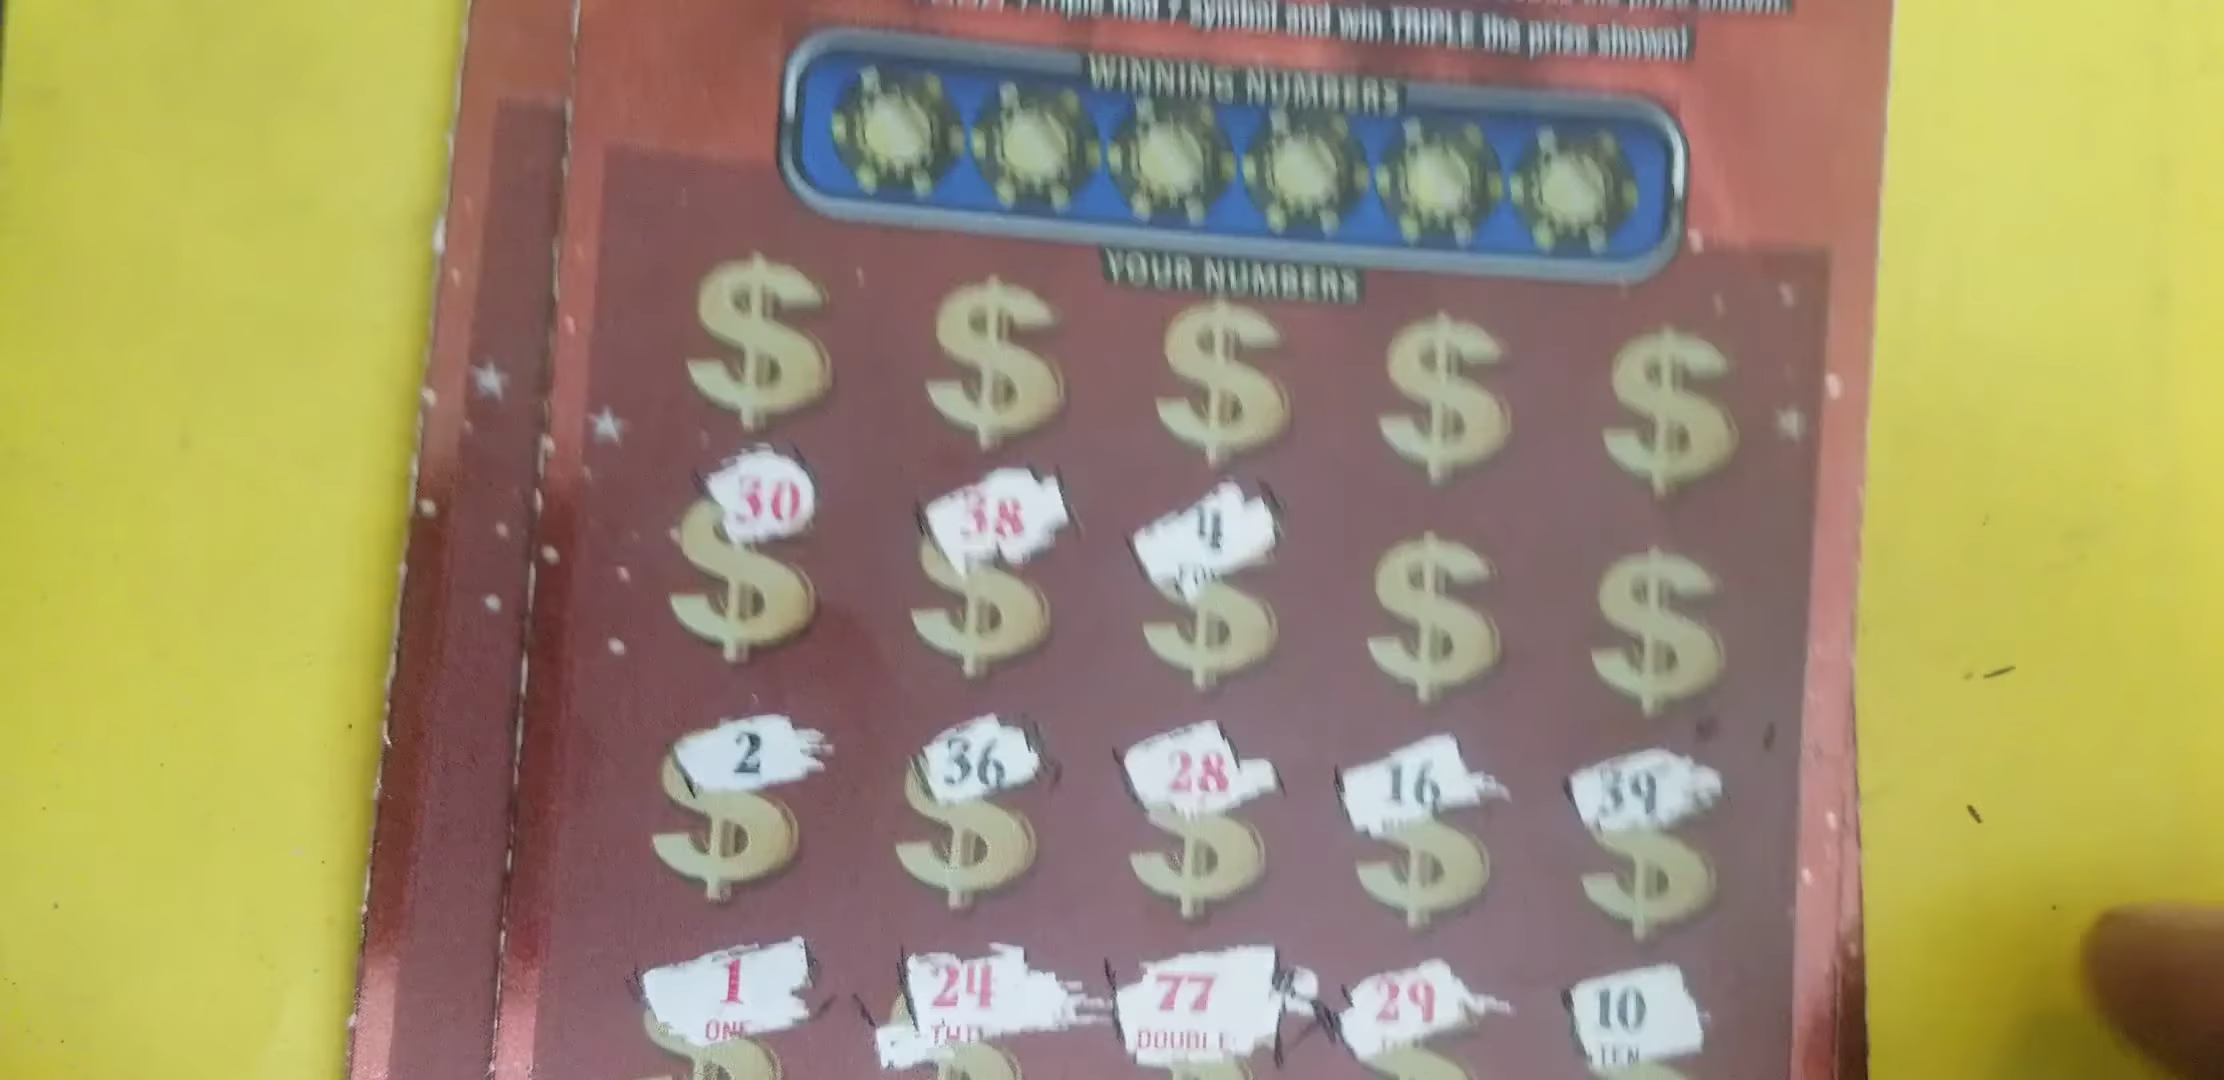 symbol and win TRIPLE the prize shown!
WINNING NUMBERS
YOUR NUMBERS
30 38 4
2 36 28 16 39
1 24 77 29 10
ONE DOUBLE TEN